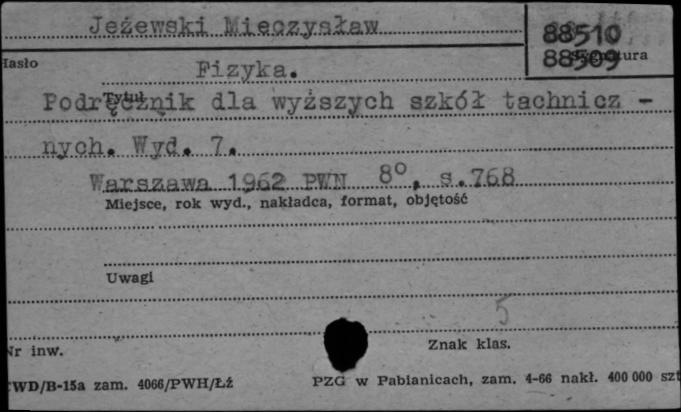 Jeżewski Mieczysław
88510
88509
Hasło
Sygnatura
Fizyka.
Tytuł
Podręcznik dla wyższych szkół tachnicz -
nych. Wyd. 7.
Warszawa 1962 PWN 8°, s.768
Miejsce, rok wyd., nakładca, format, objętość
Uwagi
5
Nr inw.
Znak klas.
WD/B-15a zam. 4066/PWH/Łź
PZG w Pabianicach, zam. 4-66 nakł. 400 000 szt